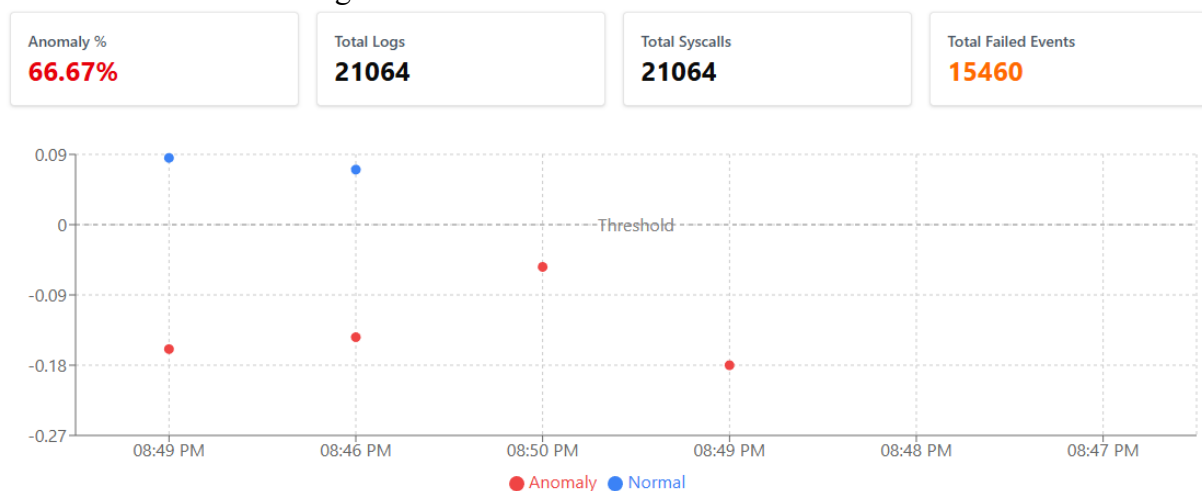 Anomaly % Total Logs Total Syscalls Total Failed Events
66.67% 21064 21064 15460
0.09
0
Threshold
-0.09
-0.18
-0.27
08:49 PM 08:46 PM 08:50 PM 08:49 PM 08:48 PM 08:47 PM
Anomaly Normal